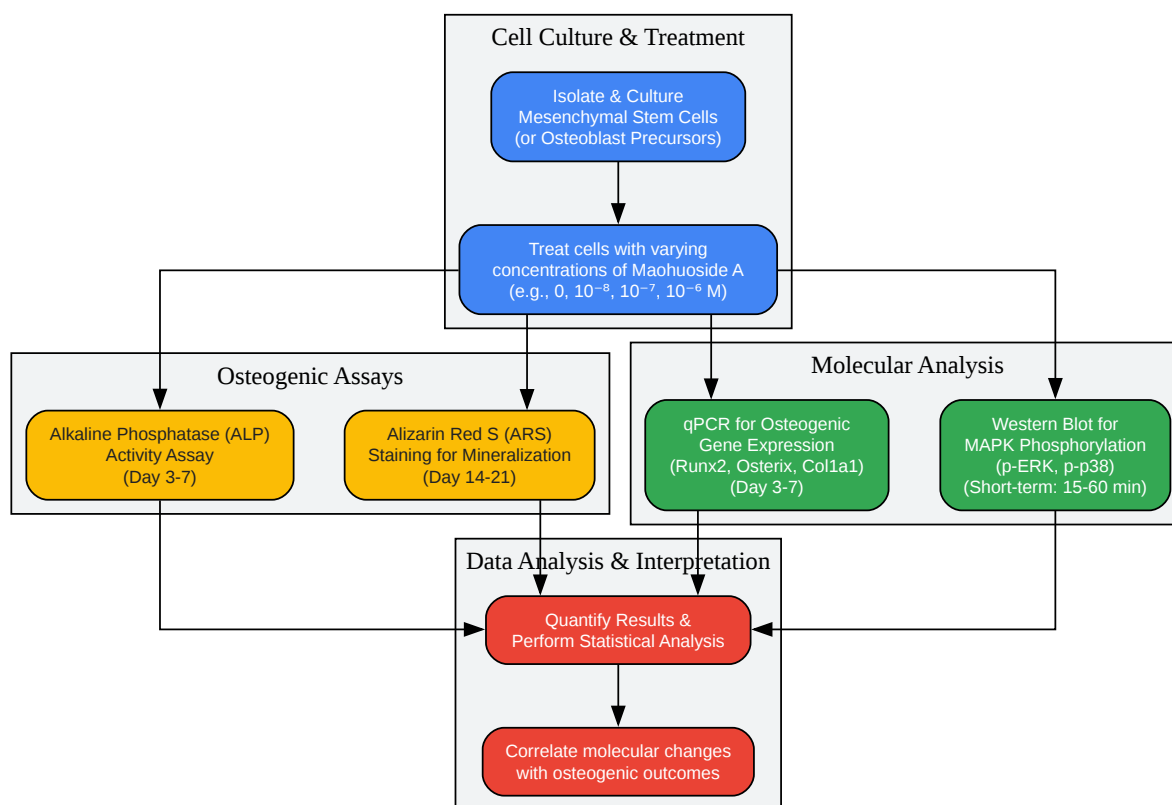 Cell Culture & Treatment
Isolate & Culture
Mesenchymal Stem Cells
(or Osteoblast Precursors)
Treat cells with varying
concentrations of Maohuoside A
(e.g., 0, 10⁻⁸, 10⁻⁷, 10⁻⁶ M)
Osteogenic Assays
Alkaline Phosphatase (ALP)
Activity Assay
(Day 3-7)
Alizarin Red S (ARS)
Staining for Mineralization
(Day 14-21)
Molecular Analysis
qPCR for Osteogenic
Gene Expression
(Runx2, Osterix, Col1a1)
(Day 3-7)
Western Blot for
MAPK Phosphorylation
(p-ERK, p-p38)
(Short-term: 15-60 min)
Data Analysis & Interpretation
Quantify Results &
Perform Statistical Analysis
Correlate molecular changes
with osteogenic outcomes